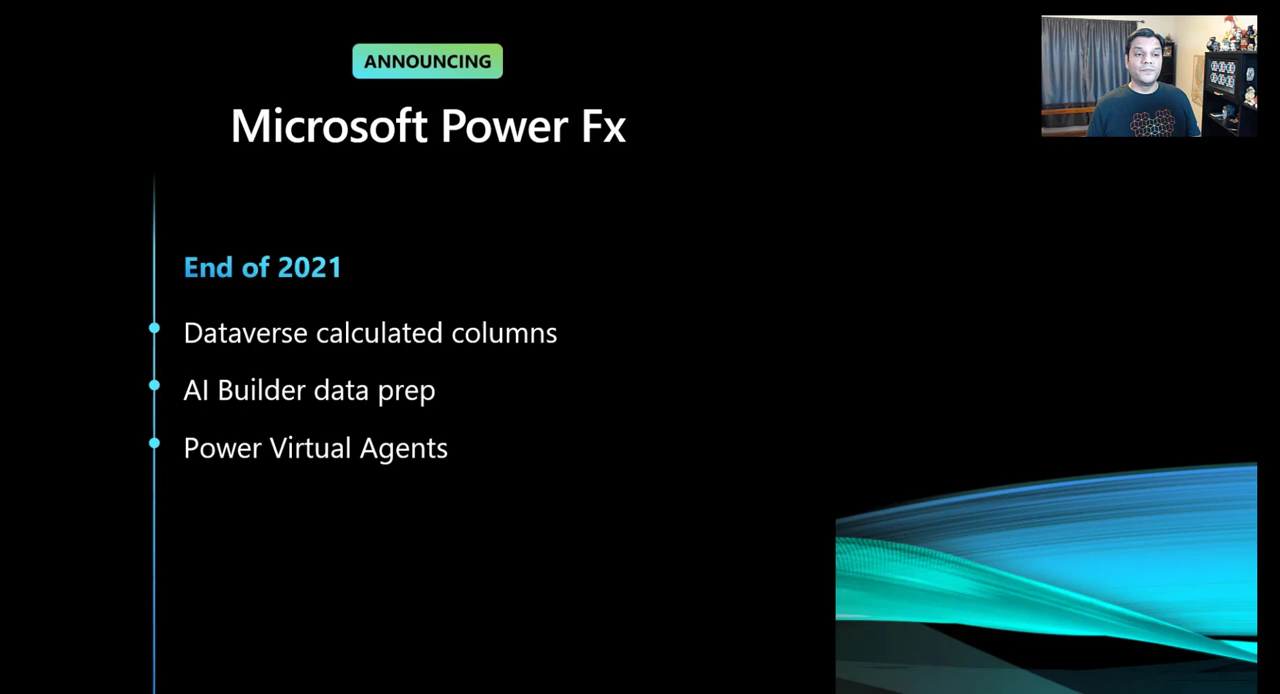 ANNOUNCING
Microsoft Power Fx
End of 2021
Dataverse calculated columns
AI Builder data prep
Power Virtual Agents